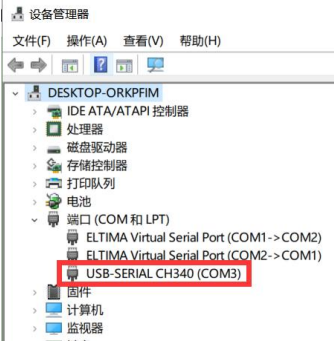 设备管理器
文件(F) 操作(A) 查看(V) 帮助(H)
DESKTOP-ORKPFIM
IDE ATA/ATAPI 控制器
处理器
磁盘驱动器
存储控制器
打印队列
电池
端口 (COM 和 LPT)
ELTIMA Virtual Serial Port (COM1->COM2)
ELTIMA Virtual Serial Port (COM2->COM1)
USB-SERIAL CH340 (COM3)
固件
计算机
监视器